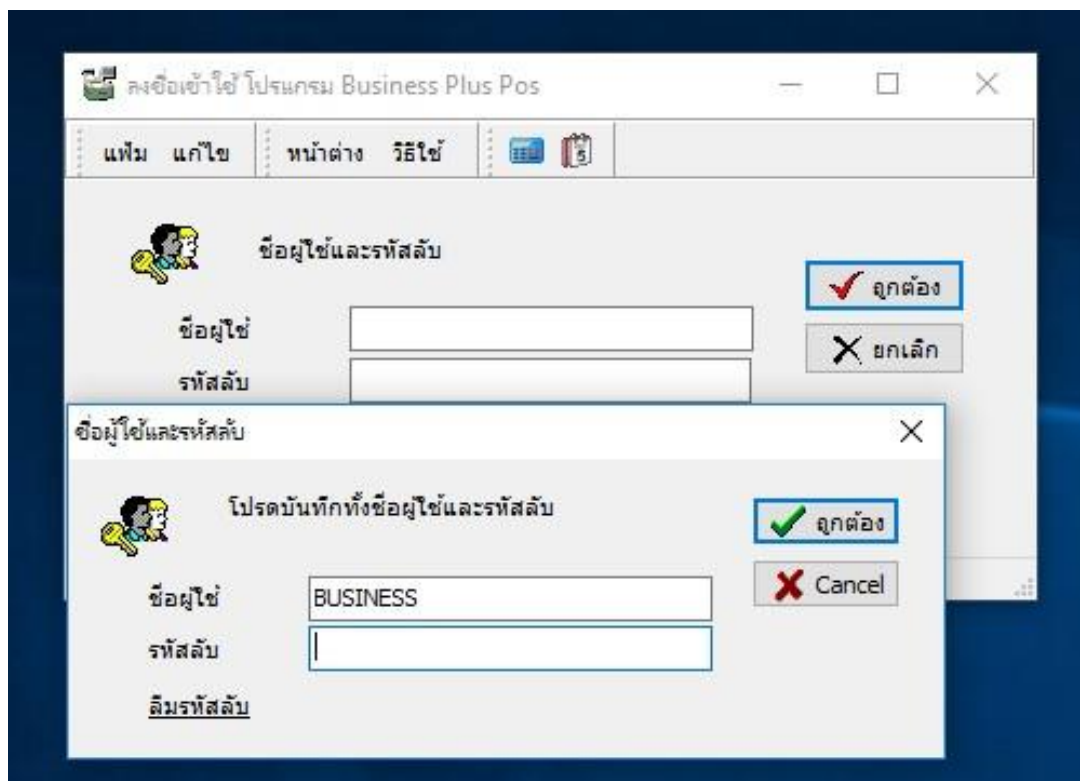 ลงชื่อเข้าใช้ โปรแกรม Business Plus Pos
แฟ้ม แก้ไข หน้าต่าง วิธีใช้ 5
ชื่อผู้ใช้และรหัสลับ
ถูกต้อง
ชื่อผู้ใช้
ยกเลิก
รหัสลับ
ชื่อผู้ใช้และรหัสลับ
โปรดบันทึกทั้งชื่อผู้ใช้และรหัสลับ
ถูกต้อง
ชื่อผู้ใช้ BUSINESS
Cancel
รหัสลับ
ลืมรหัสลับ